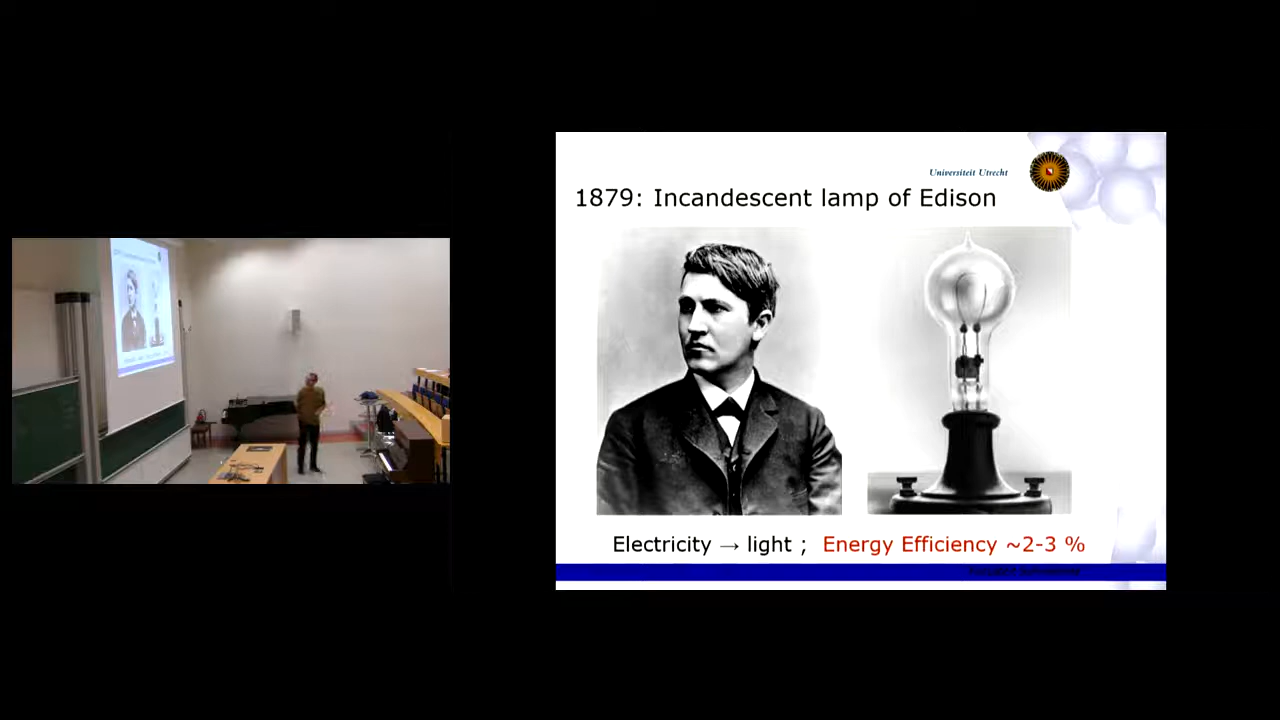 Universiteit Utrecht
1879: Incandescent lamp of Edison
Electricity → light ; Energy Efficiency ~2-3 %